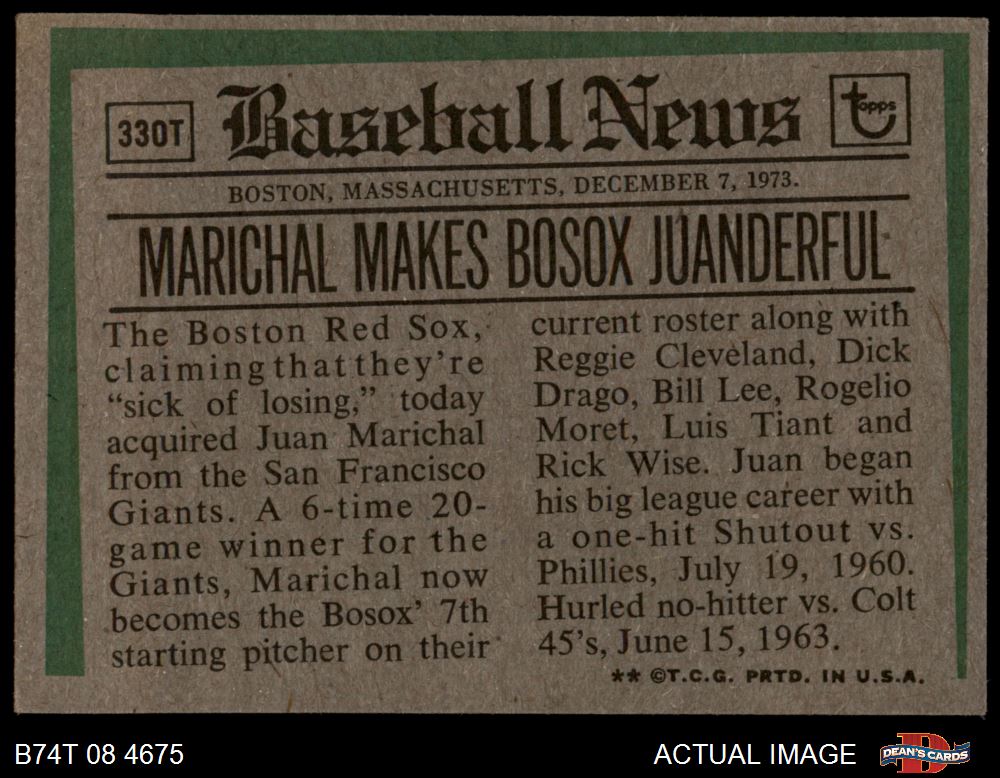 330T
Baseball News
Topps
BOSTON, MASSACHUSETTS, DECEMBER 7, 1973.
MARICHAL MAKES BOSOX JUANDERFUL
The Boston Red Sox,
claiming that they're
“sick of losing,” today
acquired Juan Marichal
from the San Francisco
Giants. A 6-time 20-
game winner for the
Giants, Marichal now
becomes the Bosox’ 7th
starting pitcher on their
current roster along with
Reggie Cleveland, Dick
Drago, Bill Lee, Rogelio
Moret, Luis Tiant and
Rick Wise. Juan began
his big league career with
a one-hit Shutout vs.
Phillies, July 19, 1960.
Hurled no-hitter vs. Colt
45’s, June 15, 1963.
** ©T.C.G. PRTD. IN U.S.A.
B74T 08 4675
ACTUAL IMAGE
D
DEAN'S CARDS